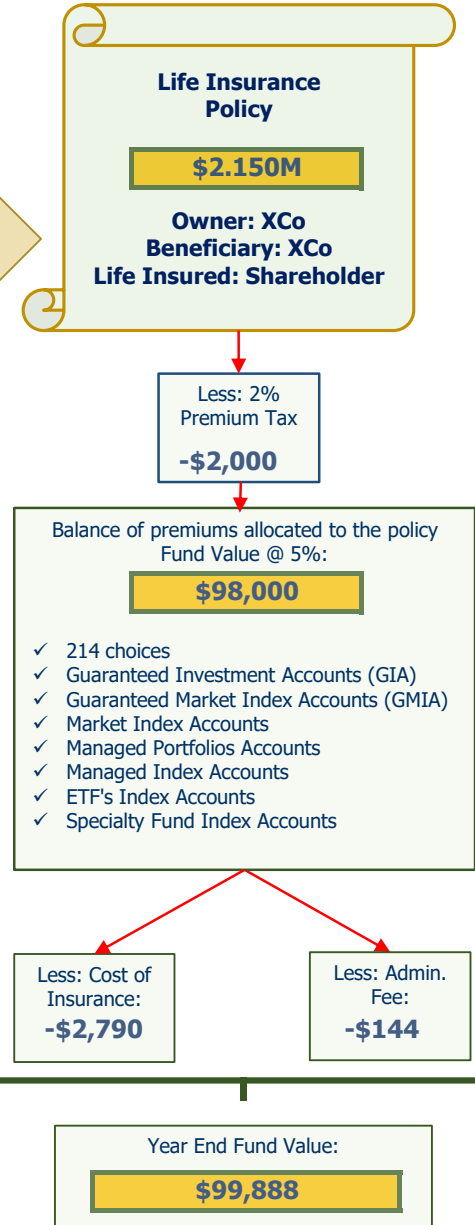 Life Insurance
Policy
$2.150M
Owner: XCo
Beneficiary: XCo
Life Insured: Shareholder
Less: 2%
Premium Tax
-$2,000
Balance of premiums allocated to the policy
Fund Value @ 5%:
$98,000
✓ 214 choices
✓ Guaranteed Investment Accounts (GIA)
✓ Guaranteed Market Index Accounts (GMIA)
✓ Market Index Accounts
✓ Managed Portfolios Accounts
✓ Managed Index Accounts
✓ ETF's Index Accounts
✓ Specialty Fund Index Accounts
Less: Cost of
Insurance:
-$2,790
Less: Admin.
Fee:
-$144
Year End Fund Value:
$99,888